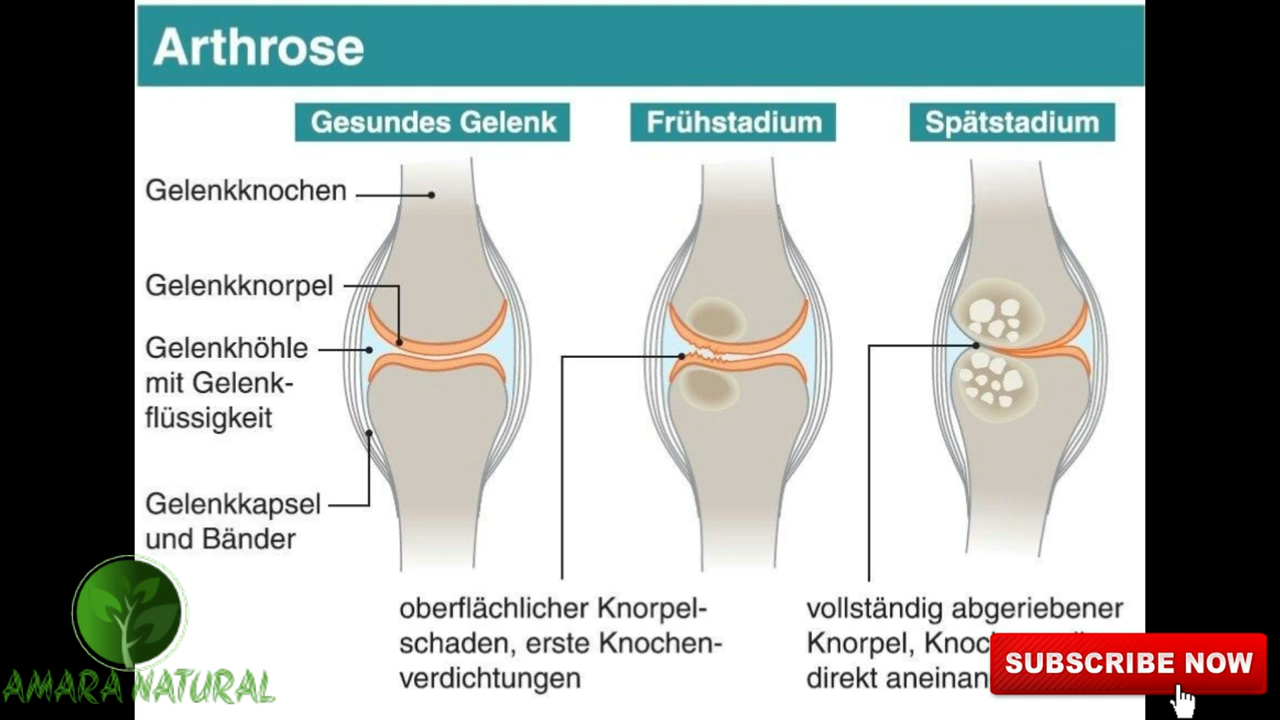 Arthrose
Gesundes Gelenk
Frühstadium
Spätstadium
Gelenkknochen
Gelenkknorpel
Gelenkhöhle
mit Gelenk-
flüssigkeit
Gelenkkapsel
und Bänder
oberflächlicher Knorpel-
schaden, erste Knochen-
verdichtungen
vollständig abgeriebener
Knorpel,
direkt
SUBSCRIBE NOW
AMARA NATURAL